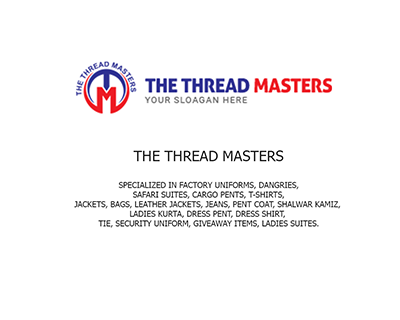 THE THREAD MASTERS
TM
THE THREAD MASTERS
YOUR SLOAGAN HERE
THE THREAD MASTERS
SPECIALIZED IN FACTORY UNIFORMS, DANGRIES,
SAFARI SUITES, CARGO PENTS, T-SHIRTS,
JACKETS, BAGS, LEATHER JACKETS, JEANS, PENT COAT, SHALWAR KAMIZ,
LADIES KURTA, DRESS PENT, DRESS SHIRT,
TIE, SECURITY UNIFORM, GIVEAWAY ITEMS, LADIES SUITES.